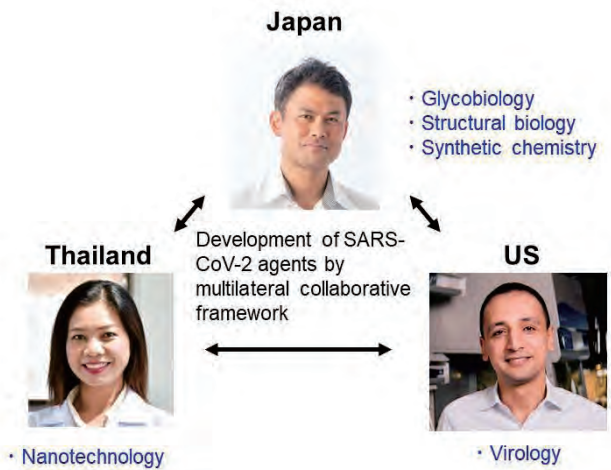 Japan
・Glycobiology
・Structural biology
・Synthetic chemistry
Thailand
Development of SARS-
CoV-2 agents by
multilateral collaborative
framework
US
・Nanotechnology
・Virology